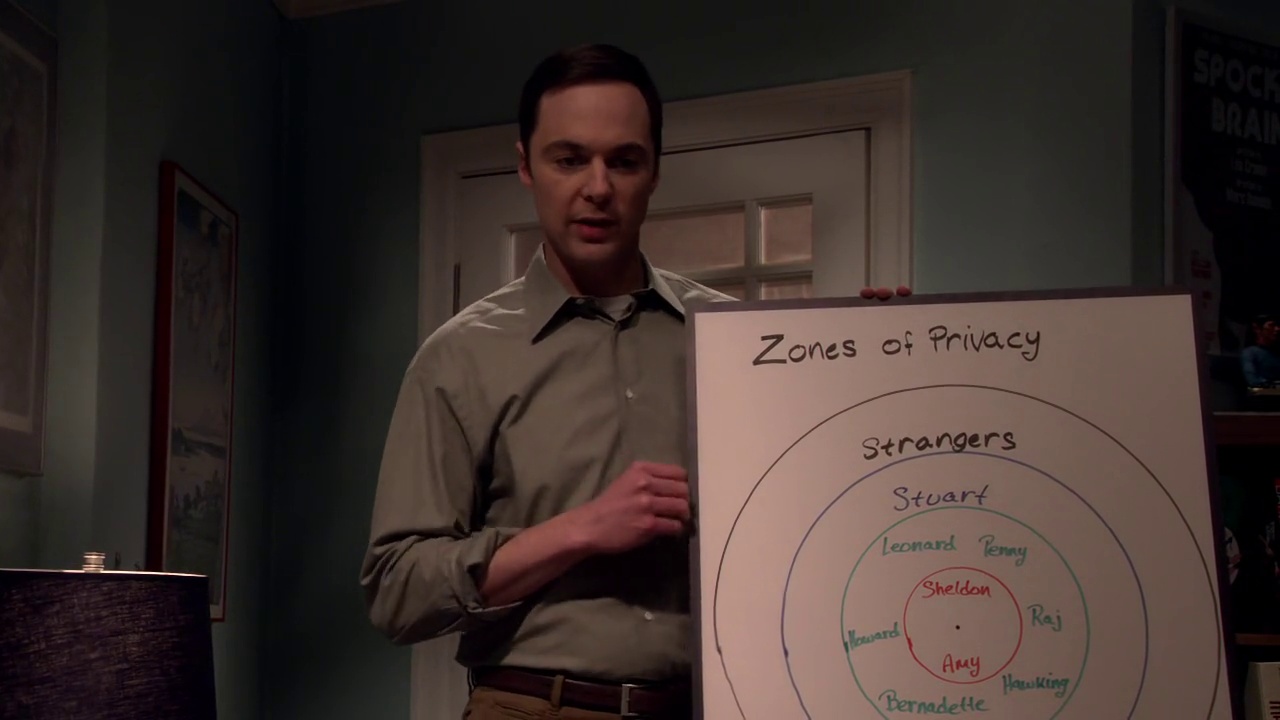 SPOCK
BRAIN
Zones of Privacy
Strangers
Stuart
Leonard Penny
Sheldon
Raj
Howard
Amy
Hawking
Bernadette